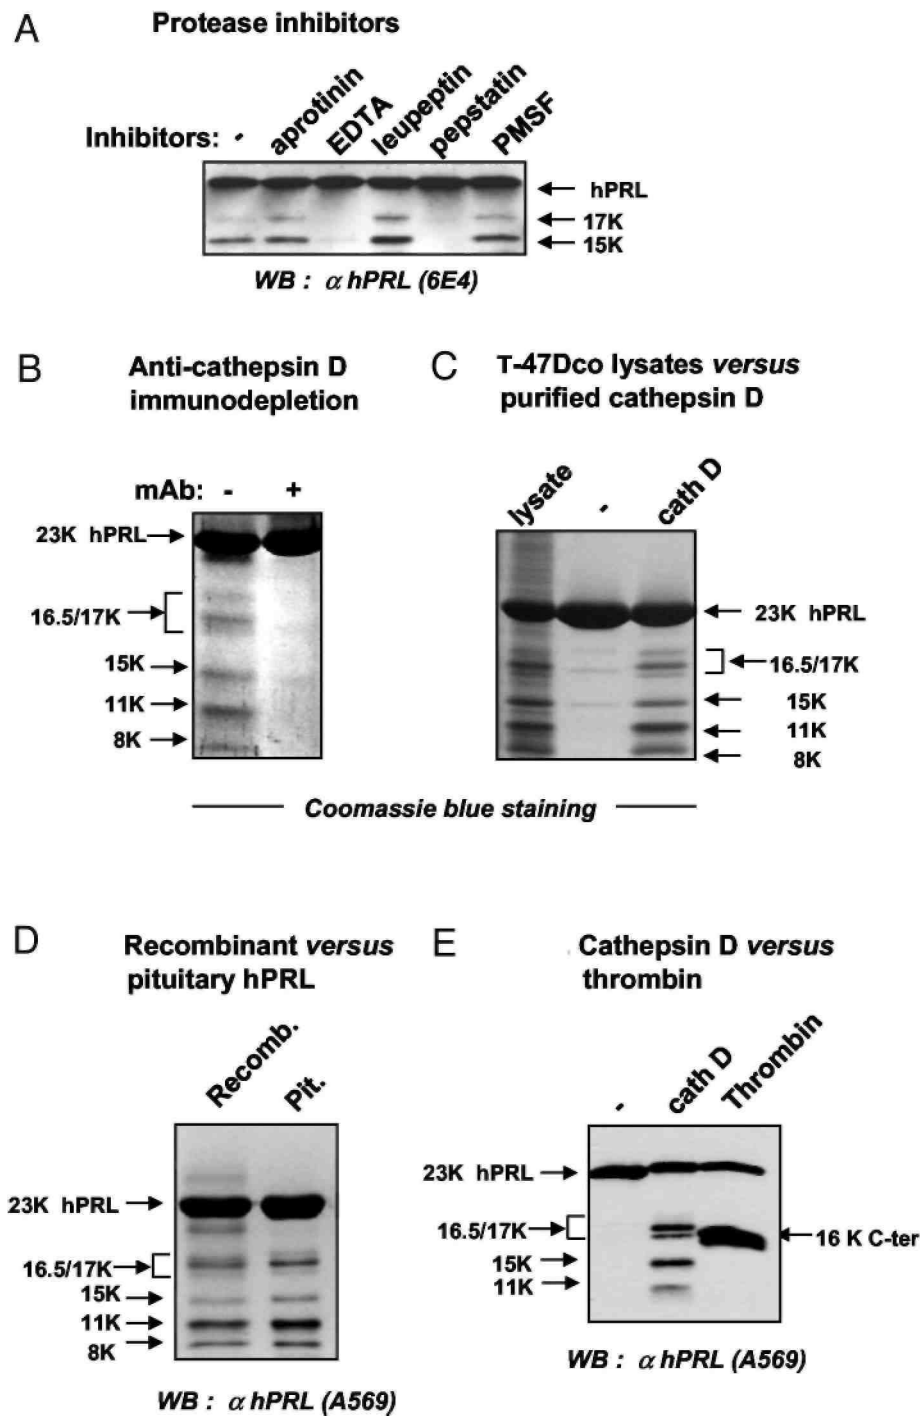 A
Protease inhibitors
Inhibitors: - aprotinin EDTA leupeptin pepstatin PMSF
hPRL
17K
15K
WB : α hPRL (6E4)
B
Anti-cathepsin D
immunodepletion
mAb: - +
23K hPRL
16.5/17K
15K
11K
8K
C
T-47Dco lysates versus
purified cathepsin D
lysate - cath D
23K hPRL
16.5/17K
15K
11K
8K
Coomassie blue staining
D
Recombinant versus
pituitary hPRL
Recomb. Pit.
23K hPRL
16.5/17K
15K
11K
8K
WB : α hPRL (A569)
E
Cathepsin D versus
thrombin
- cath D Thrombin
23K hPRL
16.5/17K
15K
11K
16 K C-ter
WB : α hPRL (A569)